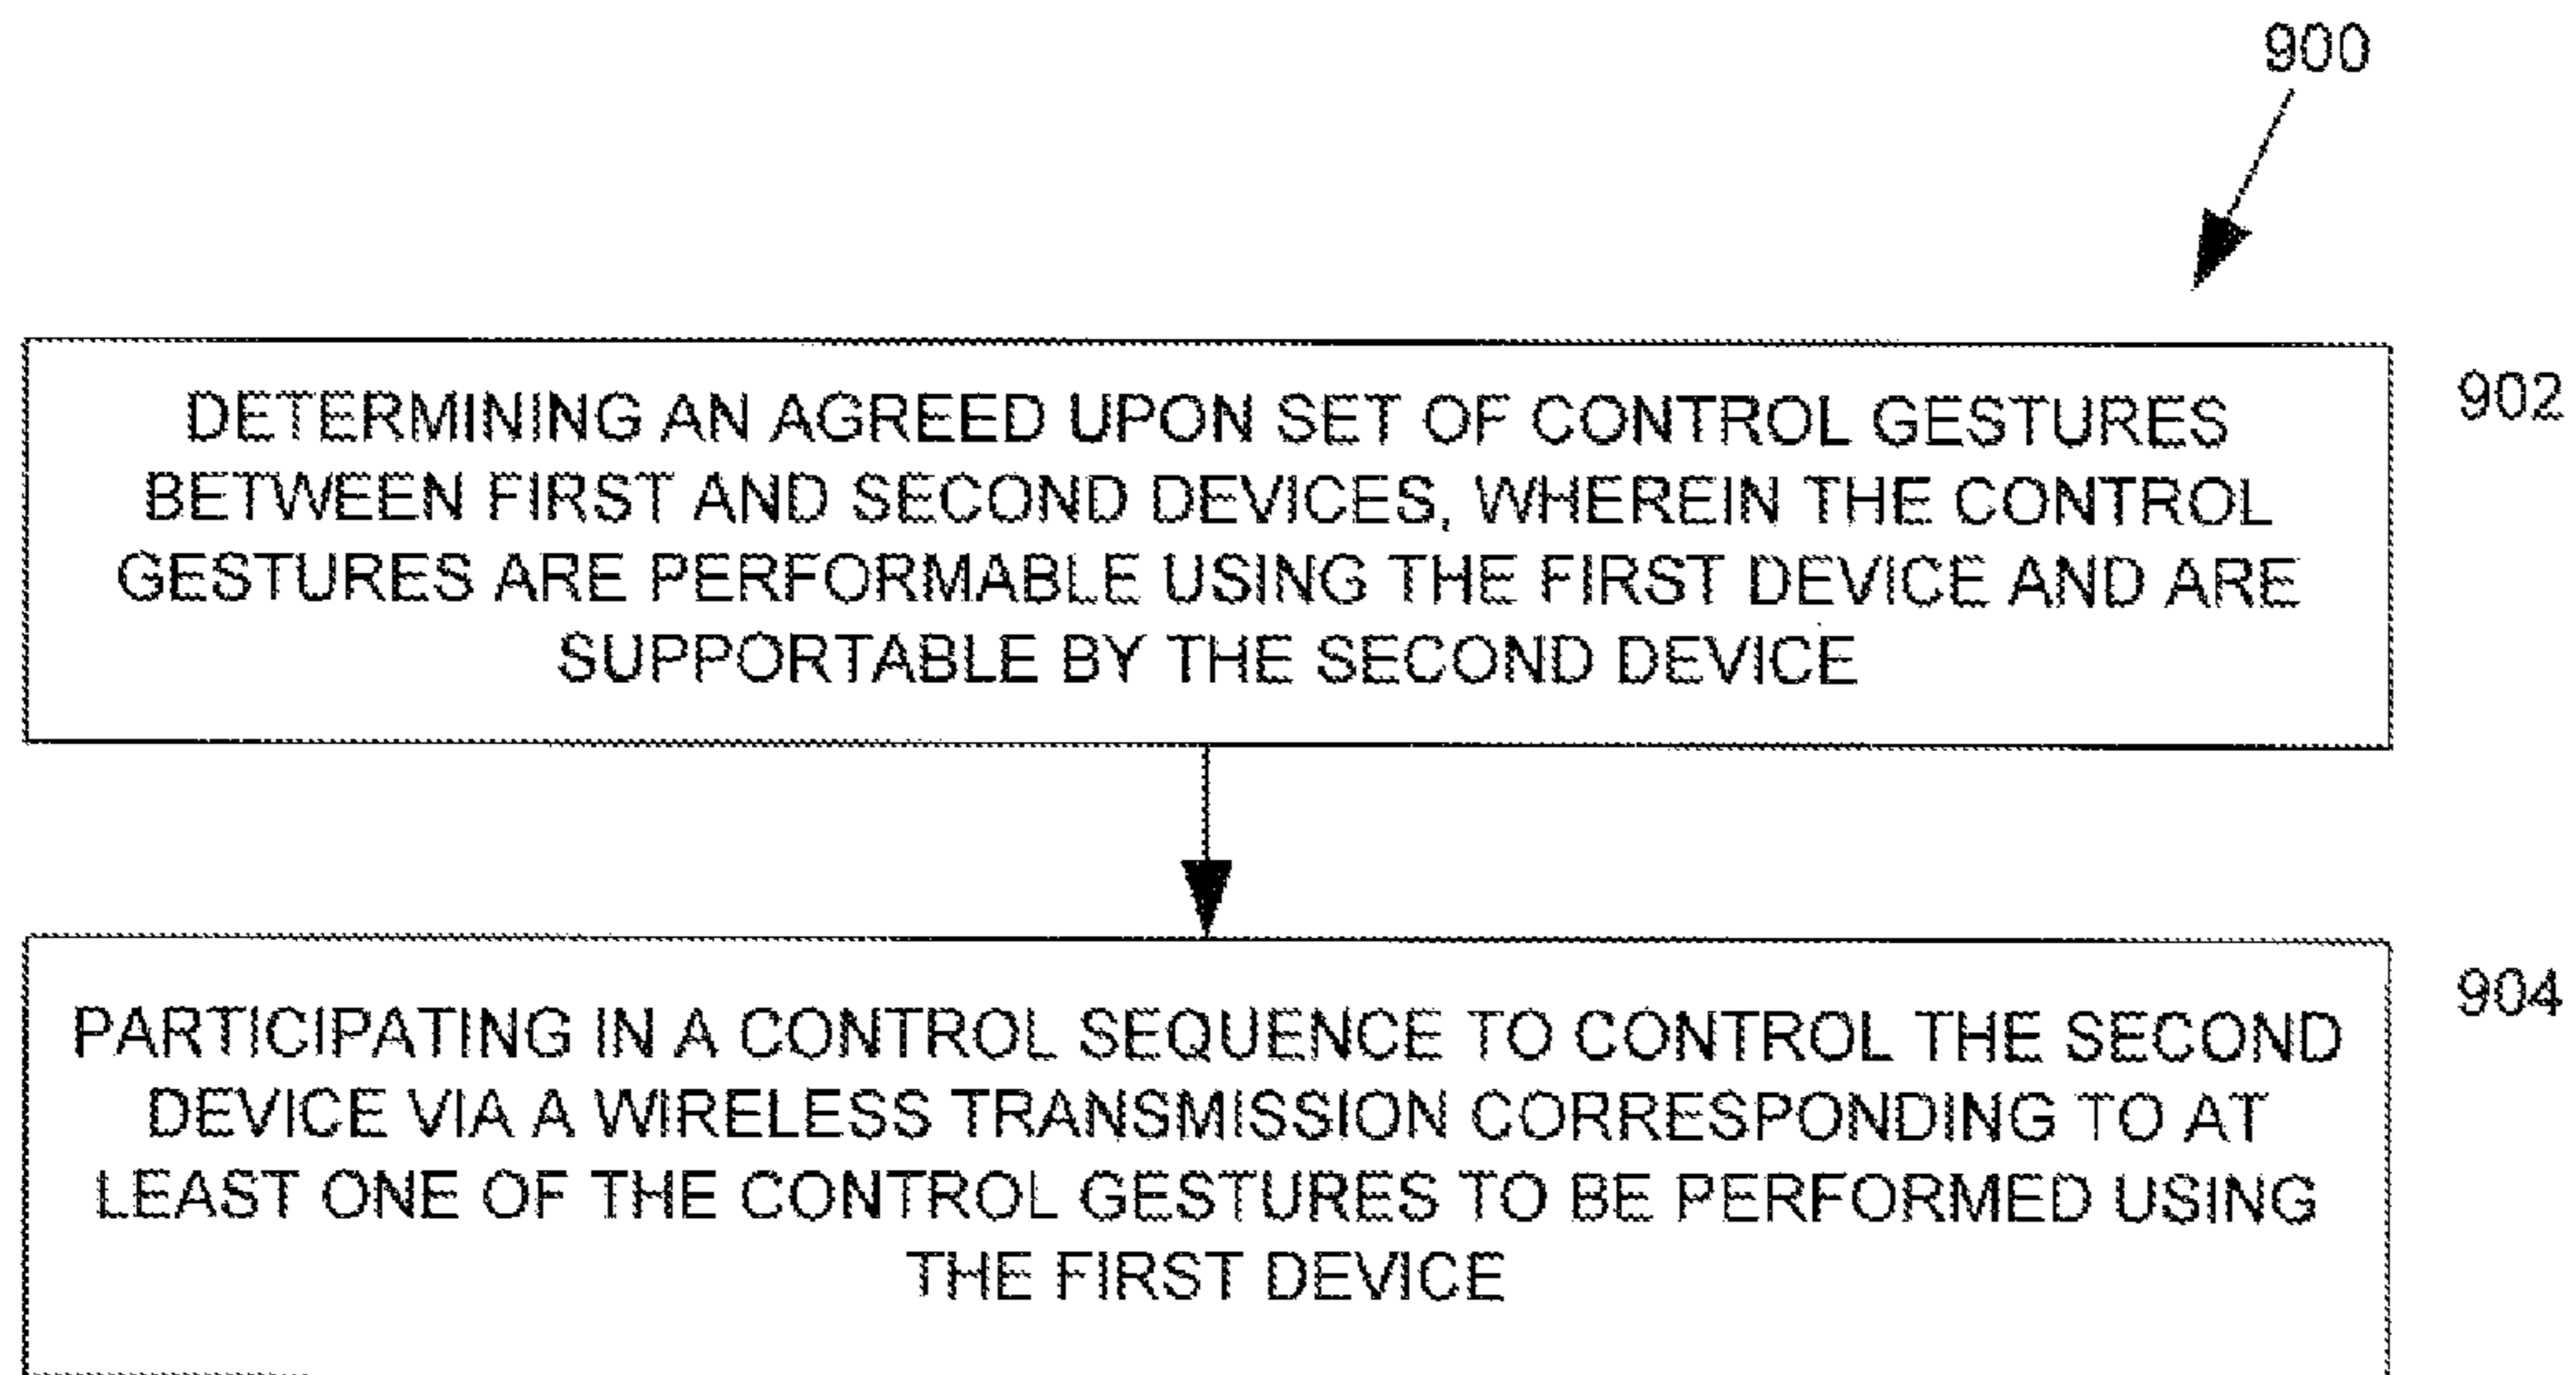 900
DETERMINING AN AGREED UPON SET OF CONTROL GESTURES
BETWEEN FIRST AND SECOND DEVICES, WHEREIN THE CONTROL
GESTURES ARE PERFORMABLE USING THE FIRST DEVICE AND ARE
SUPPORTABLE BY THE SECOND DEVICE
902
PARTICIPATING IN A CONTROL SEQUENCE TO CONTROL THE SECOND
DEVICE VIA A WIRELESS TRANSMISSION CORRESPONDING TO AT
LEAST ONE OF THE CONTROL GESTURES TO BE PERFORMED USING
THE FIRST DEVICE
904